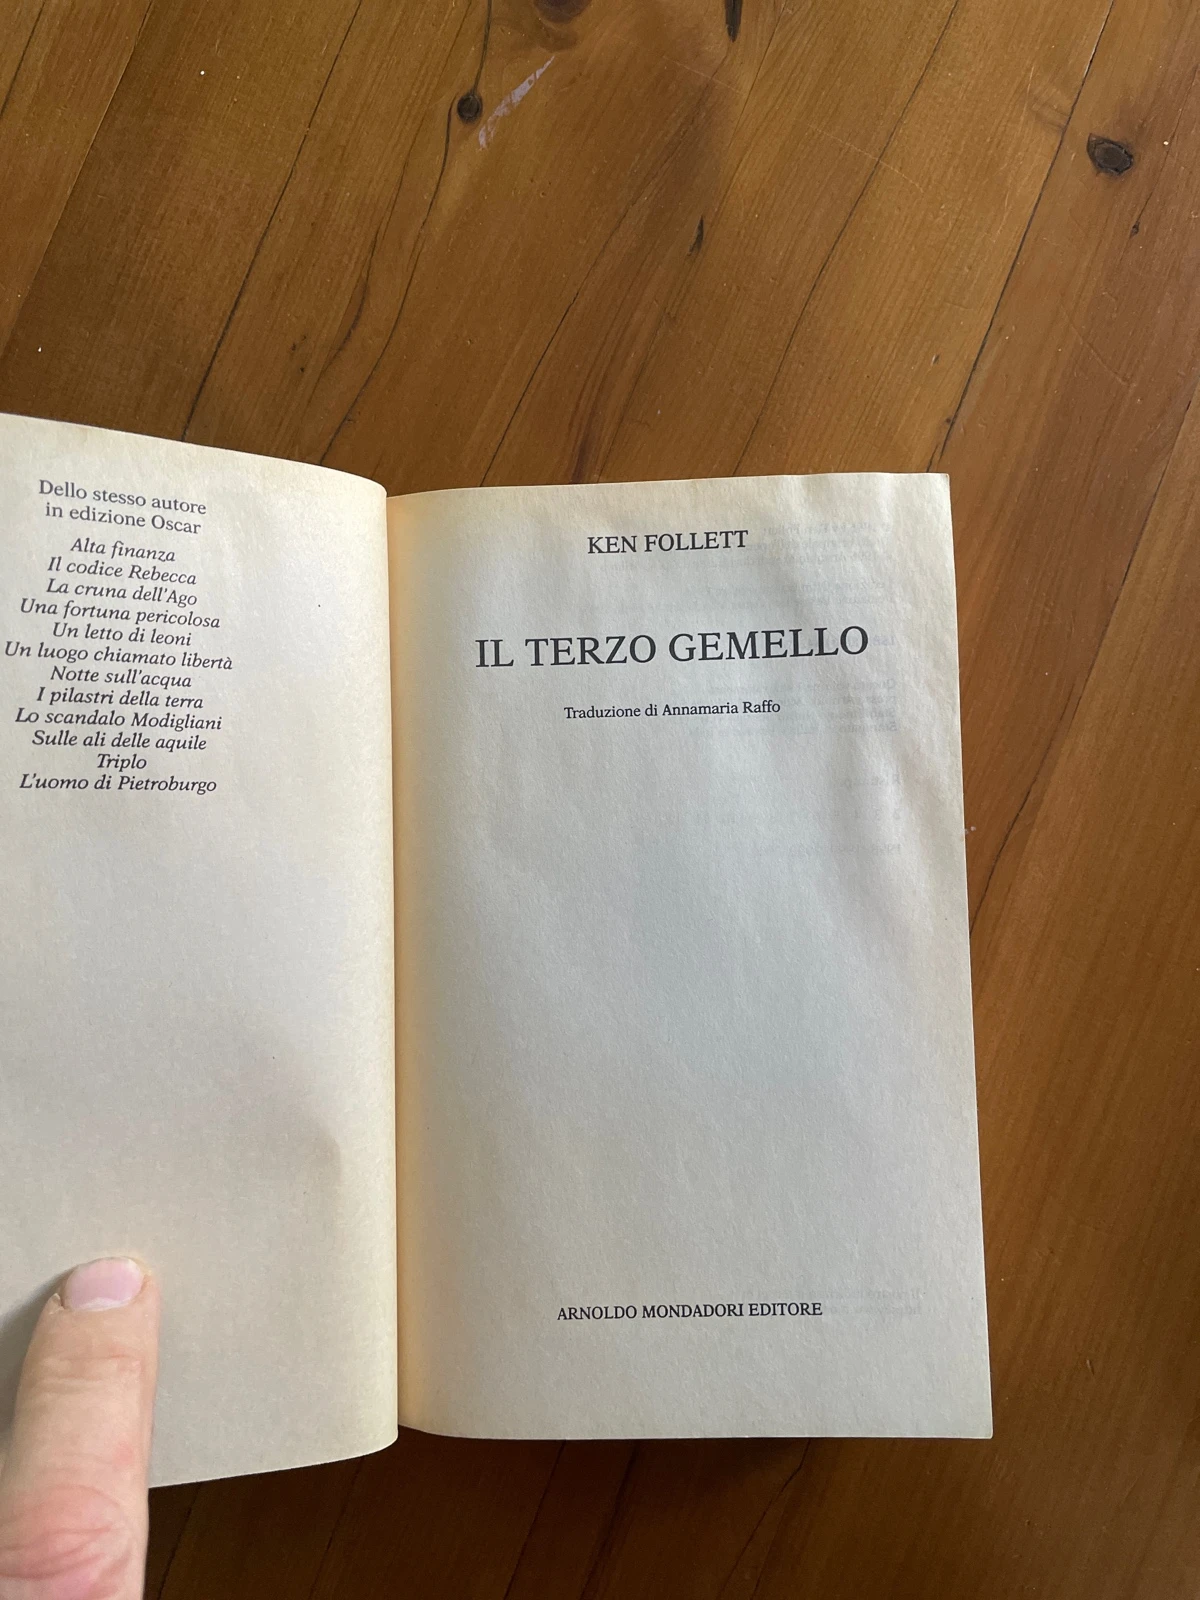 Dello stesso autore
in edizione Oscar
Alta finanza
Il codice Rebecca
La cruna dell'Ago
Una fortuna pericolosa
Un letto di leoni
Un luogo chiamato libertà
Notte sull'acqua
I pilastri della terra
Lo scandalo Modigliani
Sulle ali delle aquile
Triplo
L'uomo di Pietroburgo
KEN FOLLETT
IL TERZO GEMELLO
Traduzione di Annamaria Raffo
ARNOLDO MONDADORI EDITORE